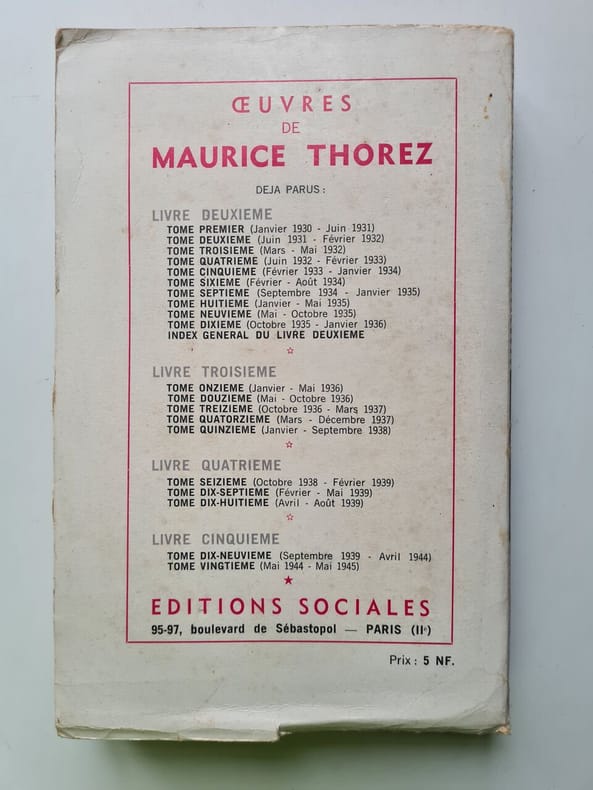 ŒUVRES
DE
MAURICE THOREZ
DEJA PARUS :
LIVRE DEUXIEME
TOME PREMIER (Janvier 1930 - Juin 1931)
TOME DEUXIEME (Juin 1931 - Février 1932)
TOME TROISIEME (Mars - Mai 1932)
TOME QUATRIEME (Juin 1932 - Février 1933)
TOME CINQUIEME (Février 1933 - Janvier 1934)
TOME SIXIEME (Février - Août 1934)
TOME SEPTIEME (Septembre 1934 - Janvier 1935)
TOME HUITIEME (Janvier - Mai 1935)
TOME NEUVIEME (Mai - Octobre 1935)
TOME DIXIEME (Octobre 1935 - Janvier 1936)
INDEX GENERAL DU LIVRE DEUXIEME
LIVRE TROISIEME
TOME ONZIEME (Janvier - Mai 1936)
TOME DOUZIEME (Mai - Octobre 1936)
TOME TREIZIEME (Octobre 1936 - Mars 1937)
TOME QUATORZIEME (Mars - Décembre 1937)
TOME QUINZIEME (Janvier - Septembre 1938)
LIVRE QUATRIEME
TOME SEIZIEME (Octobre 1938 - Février 1939)
TOME DIX-SEPTIEME (Février - Mai 1939)
TOME DIX-HUITIEME (Avril - Août 1939)
LIVRE CINQUIEME
TOME DIX-NEUVIEME (Septembre 1939 - Avril 1944)
TOME VINGTIEME (Mai 1944 - Mai 1945)
EDITIONS SOCIALES
95-97, boulevard de Sébastopol — PARIS (IIe)
Prix : 5 NF.